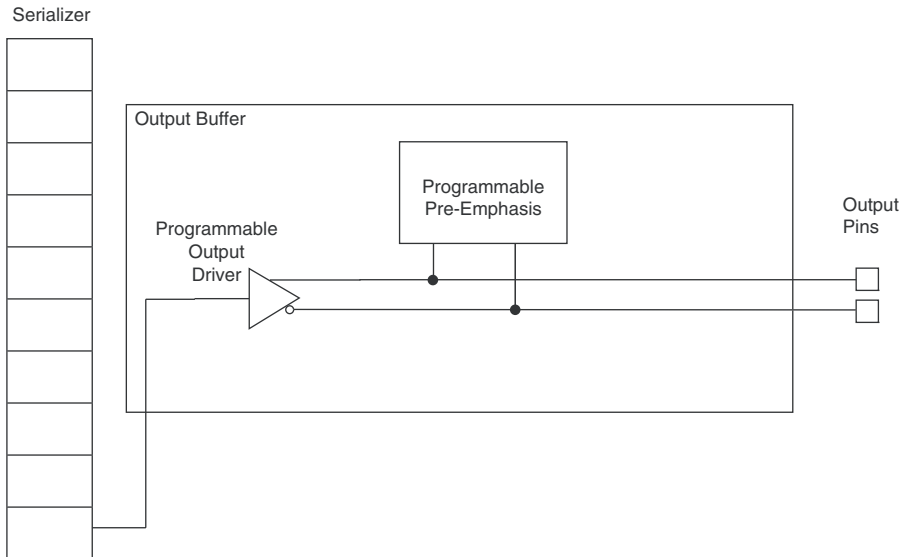 Serializer
Output Buffer
Programmable
Pre-Emphasis
Programmable
Output
Driver
Output
Pins